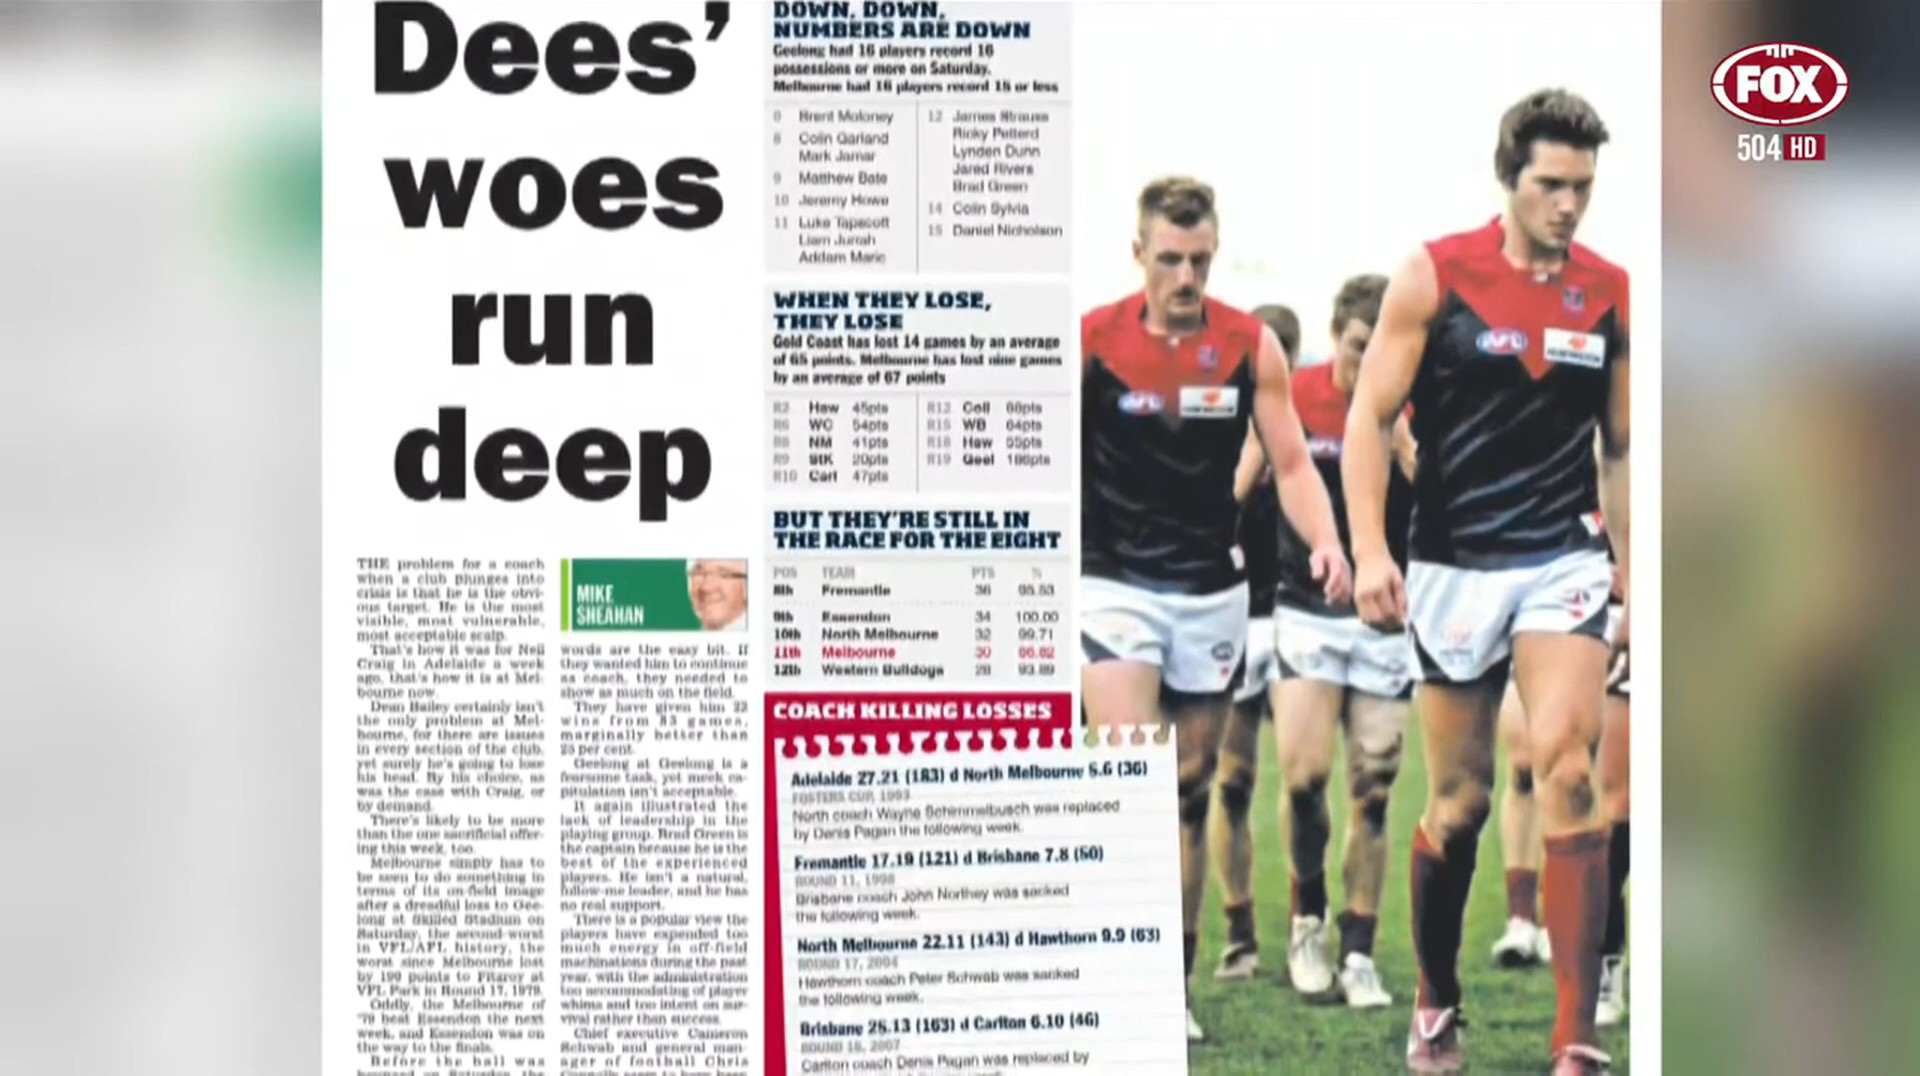 Dees'
woes
run
deep
THE problem for a coach
when a club plunges into
crisis is that he is the obvi-
ous target. He is the most
visible, most vulnerable,
most acceptable scalp.
That's how it was for Neil
Craig in Adelaide a week
ago, that's how it is at Mel-
bourne now.
Dean Bailey certainly isn't
the only problem at Mel-
bourne, for there are issues
in every section of the club,
yet surely he's going to lose
his head. By his choice, as
was the case with Craig, or
by demand.
There's likely to be more
than the one sacrificial offer-
ing this week, too.
Melbourne simply has to
be seen to do something in
terms of its on-field image
after a dreadful loss to Gee-
long at Skilled Stadium on
Saturday, the second-worst
in VFL/AFL history, the
worst since Melbourne lost
by 190 points to Fitzroy at
VFL Park in Round 17, 1979.
Oddly, the Melbourne of
'79 beat Essendon the next
week, and Essendon was on
the way to the finals.
Before the ball was
bounced on Saturday, the
MIKE
SHEAHAN
words are the easy bit. If
they wanted him to continue
as coach, they needed to
show as much on the field.
They have given him 22
wins from 83 games,
marginally better than
25 per cent.
Geelong at Geelong is a
fearsome task, yet meek ca-
pitulation isn't acceptable.
It again illustrated the
lack of leadership in the
playing group. Brad Green is
the captain because he is the
best of the experienced
players. He isn't a natural,
follow-me leader, and he has
no real support.
There is a popular view the
players have expended too
much energy in off-field
machinations during the past
year, with the administration
too accommodating of player
whims and too intent on sur-
vival rather than success.
Chief executive Cameron
Schwab and general man-
ager of football Chris
DOWN, DOWN,
NUMBERS ARE DOWN
Geelong had 16 players record 16
possessions or more on Saturday.
Melbourne had 16 players record 15 or less
Brent Moloney
Colin Garland
Mark Jamar
9 Matthew Bate
10 Jeremy Howe
11 Luke Tapscott
Liam Jurrah
Addam Maric
12 James Strauss
Ricky Petterd
Lynden Dunn
Jared Rivers
Brad Green
14 Colin Sylvia
15 Daniel Nicholson
WHEN THEY LOSE,
THEY LOSE
Gold Coast has lost 14 games by an average
of 65 points. Melbourne has lost nine games
by an average of 67 points
R2 Haw 45pts
R6 WC 54pts
R8 NM 41pts
R9 StK 20pts
R10 Carl 47pts
R12 Coll 88pts
R15 WB 64pts
R18 Haw
R19 Geel 186pts
BUT THEY'RE STILL IN
THE RACE FOR THE EIGHT
POS TEAM PTS %
8th Fremantle 36
9th Essendon 34 100.00
10th North Melbourne 32 99.71
11th Melbourne 30
12th Western Bulldogs 28
COACH KILLING LOSSES
Adelaide 27.21 (183) d North Melbourne 5.6 (36)
FOSTERS CUP, 1993
North coach Wayne Schimmelbusch was replaced
by Denis Pagan the following week.
Fremantle 17.19 (121) d Brisbane 7.8 (50)
ROUND 11, 1998
Brisbane coach John Northey was sacked
the following week.
North Melbourne 22.11 (143) d Hawthorn 9.9 (63)
ROUND 17, 2004
Hawthorn coach Peter Schwab was sacked
the following week.
Brisbane 25.13 (163) d Carlton 6.10 (46)
ROUND 16, 2007
Carlton coach Denis Pagan was replaced by
AFL
AFL
FOX
504 HD